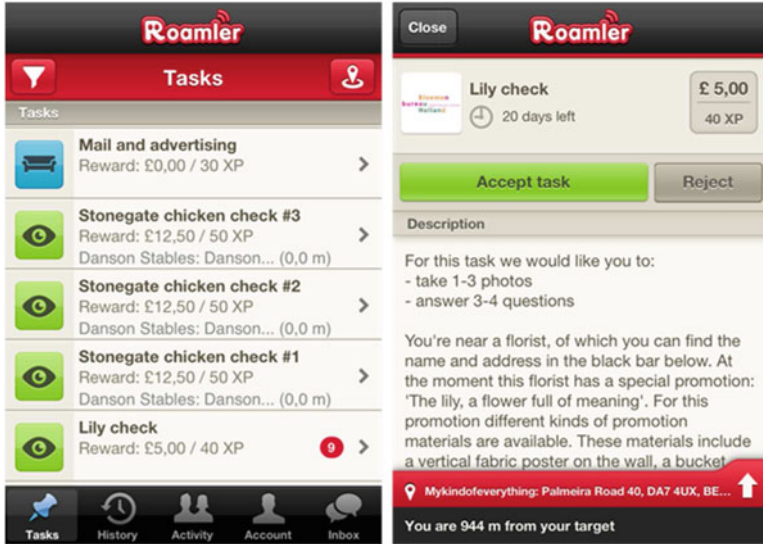 Roamler
Tasks
Tasks
Mail and advertising
Reward: £0,00 / 30 XP
Stonegate chicken check #3
Reward: £12,50 / 50 XP
Danson Stables: Danson... (0,0 m)
Stonegate chicken check #2
Reward: £12,50 / 50 XP
Danson Stables: Danson... (0,0 m)
Stonegate chicken check #1
Reward: £12,50 / 50 XP
Danson Stables: Danson... (0,0 m)
Lily check
Reward: £5,00 / 40 XP
9
Tasks History Activity Account Inbox
Close
Roamler
Bloemen
bureau
Holland
Lily check
20 days left
£ 5,00
40 XP
Accept task Reject
Description
For this task we would like you to:
- take 1-3 photos
- answer 3-4 questions
You're near a florist, of which you can find the
name and address in the black bar below. At
the moment this florist has a special promotion:
'The lily, a flower full of meaning'. For this
promotion different kinds of promotion
materials are available. These materials include
a vertical fabric poster on the wall, a bucket
Mykindofeverything: Palmeira Road 40, DA7 4UX, BE...
You are 944 m from your target